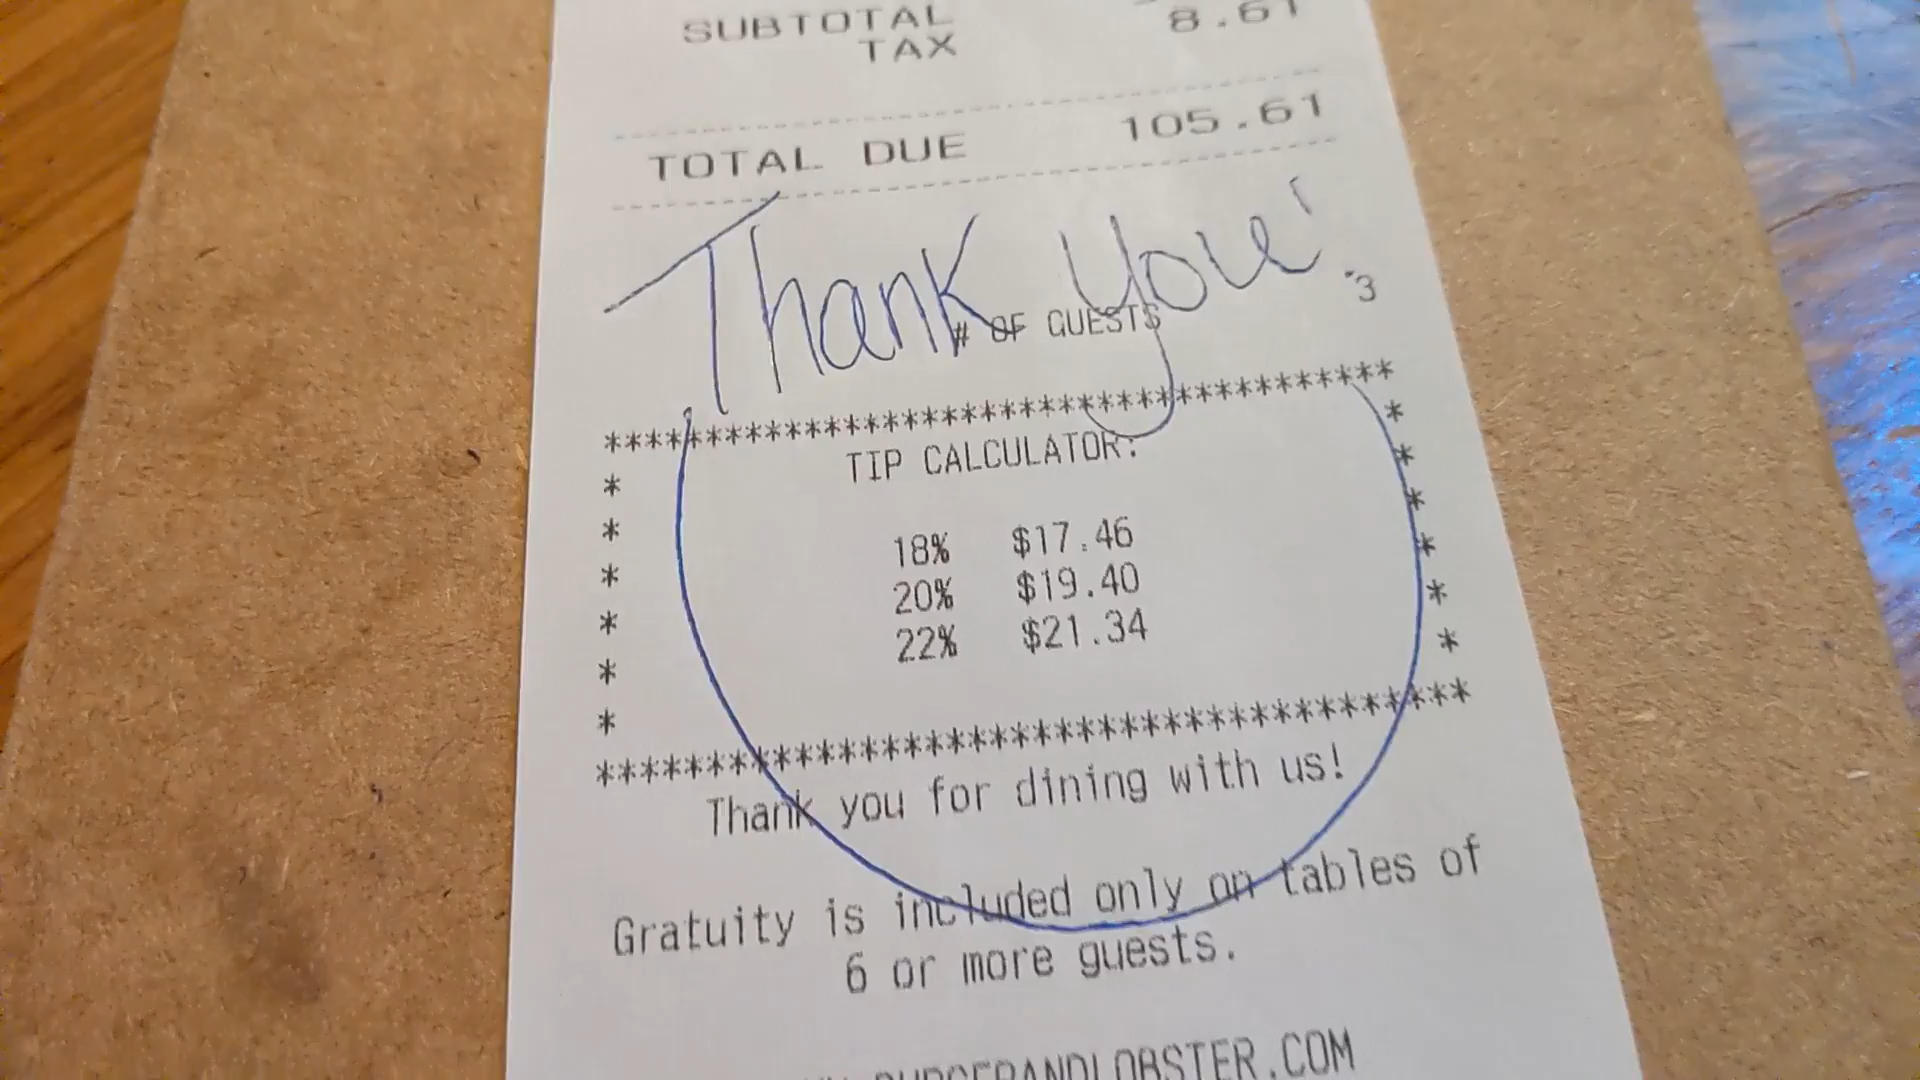 SUBTOTAL
TAX 8.61
TOTAL DUE 105.61
Thank You!
# OF GUESTS 3
****************************************
TIP CALCULATOR:
18% $17.46
20% $19.40
22% $21.34
****************************************
Thank you for dining with us!
Gratuity is included only on tables of
6 or more guests.
BURGERANDLOBSTER.COM